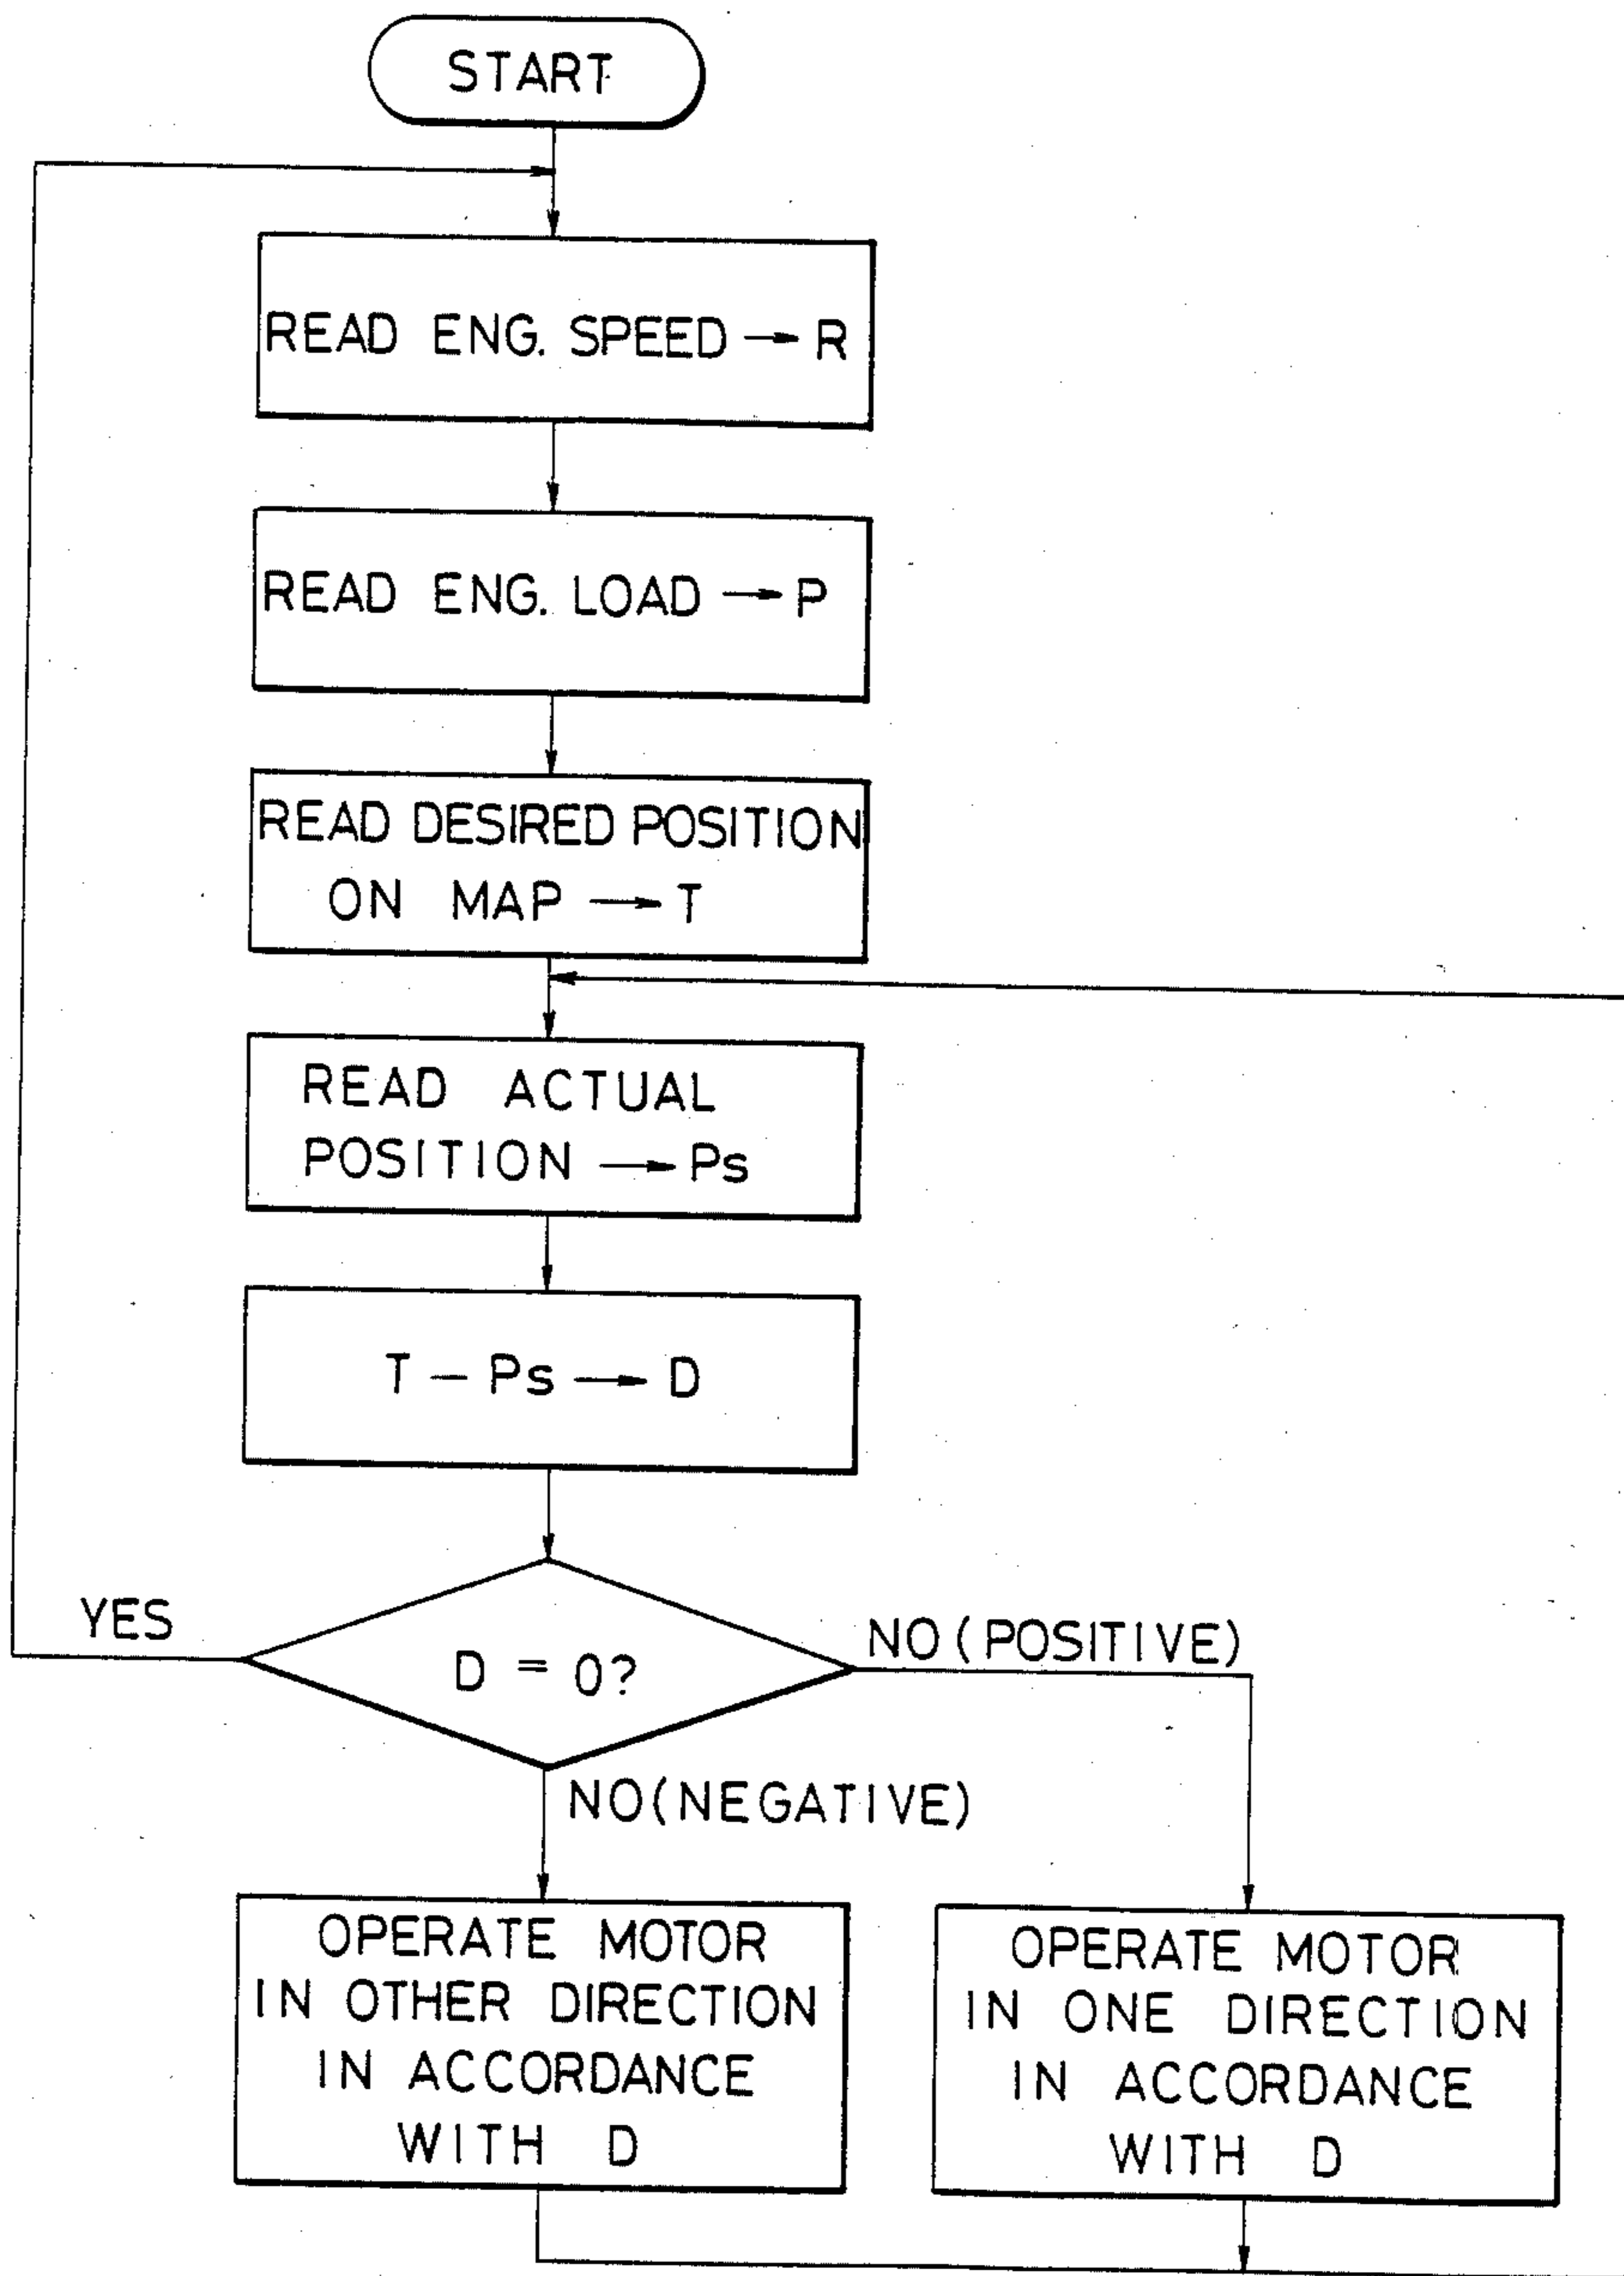 START
READ ENG. SPEED → R
READ ENG. LOAD → P
READ DESIRED POSITION
ON MAP → T
READ ACTUAL
POSITION → Ps
T – Ps → D
YES
D = 0?
NO (POSITIVE)
NO (NEGATIVE)
OPERATE MOTOR
IN OTHER DIRECTION
IN ACCORDANCE
WITH D
OPERATE MOTOR
IN ONE DIRECTION
IN ACCORDANCE
WITH D